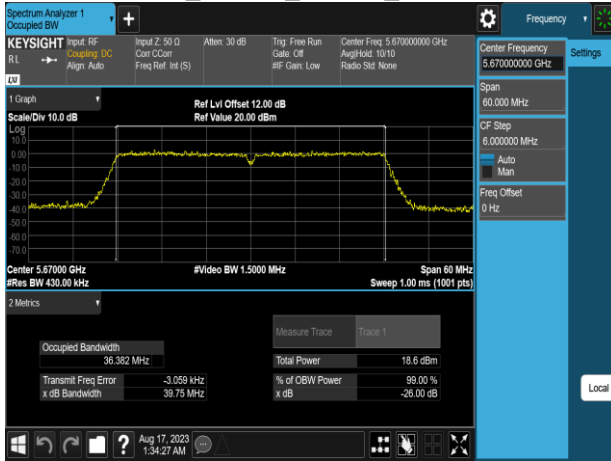 Spectrum Analyzer 1
Occupied BW
Frequency
KEYSIGHT
RL
LXI
Input: RF
Coupling: DC
Align: Auto
Input Z: 50 Ω
Corr CCorr
Freq Ref: Int (S)
Atten: 30 dB
Trig: Free Run
Gate: Off
#IF Gain: Low
Center Freq: 5.670000000 GHz
Avg|Hold: 10/10
Radio Std: None
Center Frequency
5.670000000 GHz
Settings
Span
60.000 MHz
CF Step
6.000000 MHz
Auto
Man
Freq Offset
0 Hz
Local
1 Graph
Scale/Div 10.0 dB
Ref Lvl Offset 12.00 dB
Ref Value 20.00 dBm
Log
10.0
0.00
-10.0
-20.0
-30.0
-40.0
-50.0
-60.0
-70.0
Center 5.67000 GHz
#Res BW 430.00 kHz
#Video BW 1.5000 MHz
Span 60 MHz
Sweep 1.00 ms (1001 pts)
2 Metrics
Measure Trace
Trace 1
Occupied Bandwidth
36.382 MHz
Total Power
18.6 dBm
Transmit Freq Error
-3.059 kHz
% of OBW Power
99.00 %
x dB Bandwidth
39.75 MHz
x dB
-26.00 dB
Aug 17, 2023
1:34:27 AM